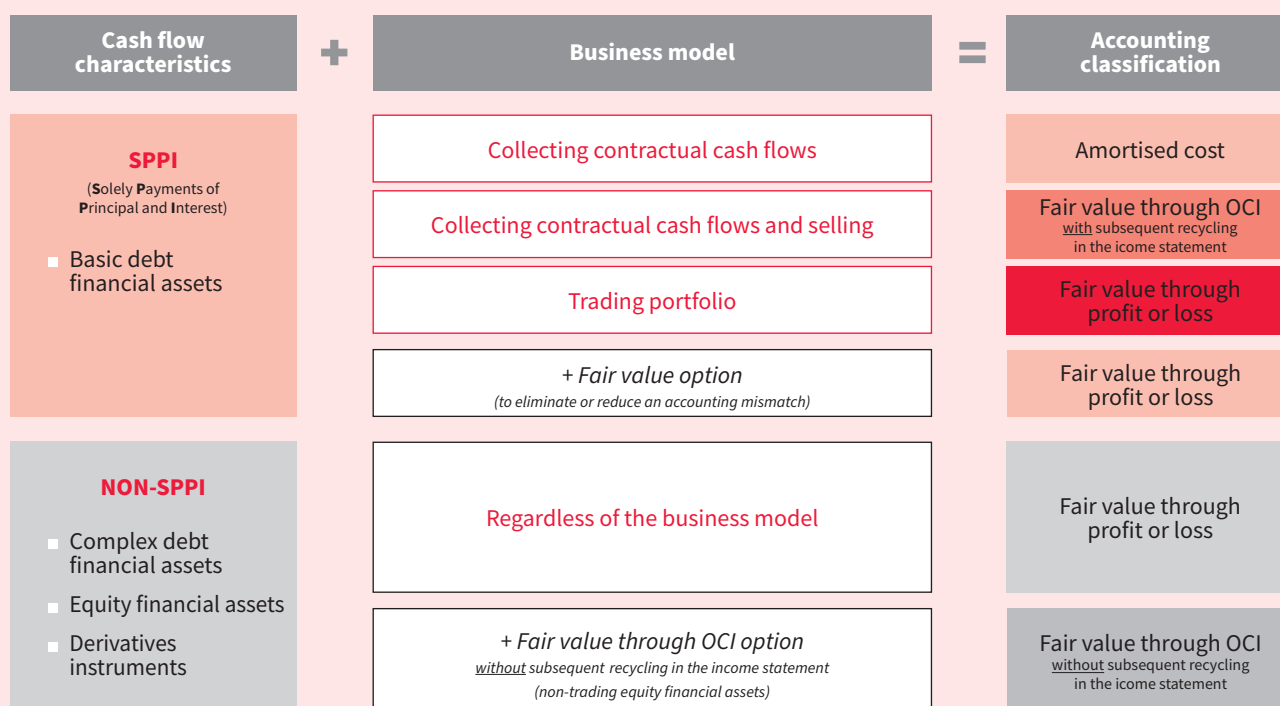 Cash flow
characteristics
+
Business model
=
Accounting
classification
SPPI
(Solely Payments of
Principal and Interest)
Basic debt
financial assets
Collecting contractual cash flows
Amortised cost
Collecting contractual cash flows and selling
Fair value through OCI
with subsequent recycling
in the icome statement
Trading portfolio
Fair value through
profit or loss
+ Fair value option
(to eliminate or reduce an accounting mismatch)
Fair value through
profit or loss
NON-SPPI
Complex debt
financial assets
Equity financial assets
Derivatives
instruments
Regardless of the business model
Fair value through
profit or loss
+ Fair value through OCI option
without subsequent recycling in the income statement
(non-trading equity financial assets)
Fair value through OCI
without subsequent recycling
in the icome statement